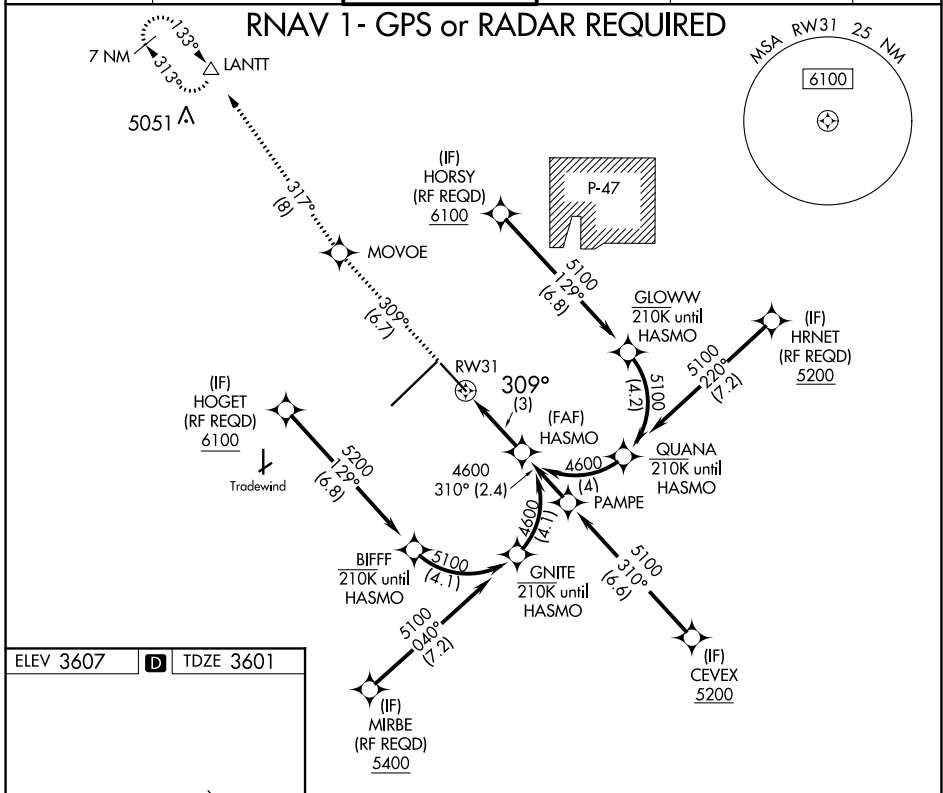 RNAV 1- GPS or RADAR REQUIRED
MSA RW31 25 NM
6100
7 NM
133°
313°
LANTT
5051
317°
(8)
MOVOE
309°
(6.7)
(IF)
HORSY
(RF REQD)
6100
P-47
5100
129°
(6.8)
GLOWW
210K until
HASMO
5100
(4.2)
(IF)
HRNET
(RF REQD)
5200
5100
220°
(7.2)
RW31
309°
(3)
(FAF)
HASMO
(IF)
HOGET
(RF REQD)
6100
Tradewind
5200
129°
(6.8)
4600
310° (2.4)
4600
(4)
QUANA
210K until
HASMO
PAMPE
4600
(4.1)
BIFFF
210K until
HASMO
5100
(4.1)
GNITE
210K until
HASMO
5100
310°
(6.6)
5100
040°
(7.2)
(IF)
CEVEX
5200
(IF)
MIRBE
(RF REQD)
5400
ELEV 3607
D
TDZE 3601